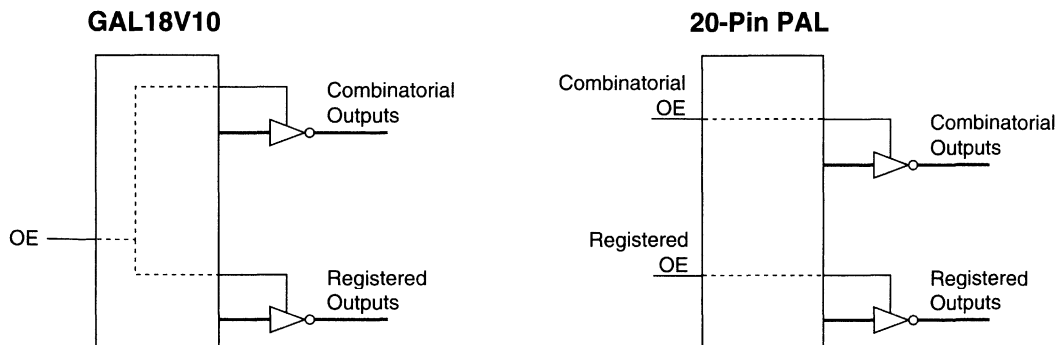 GAL18V10
Combinatorial
Outputs
OE
Registered
Outputs
20-Pin PAL
Combinatorial
OE
Combinatorial
Outputs
Registered
OE
Registered
Outputs